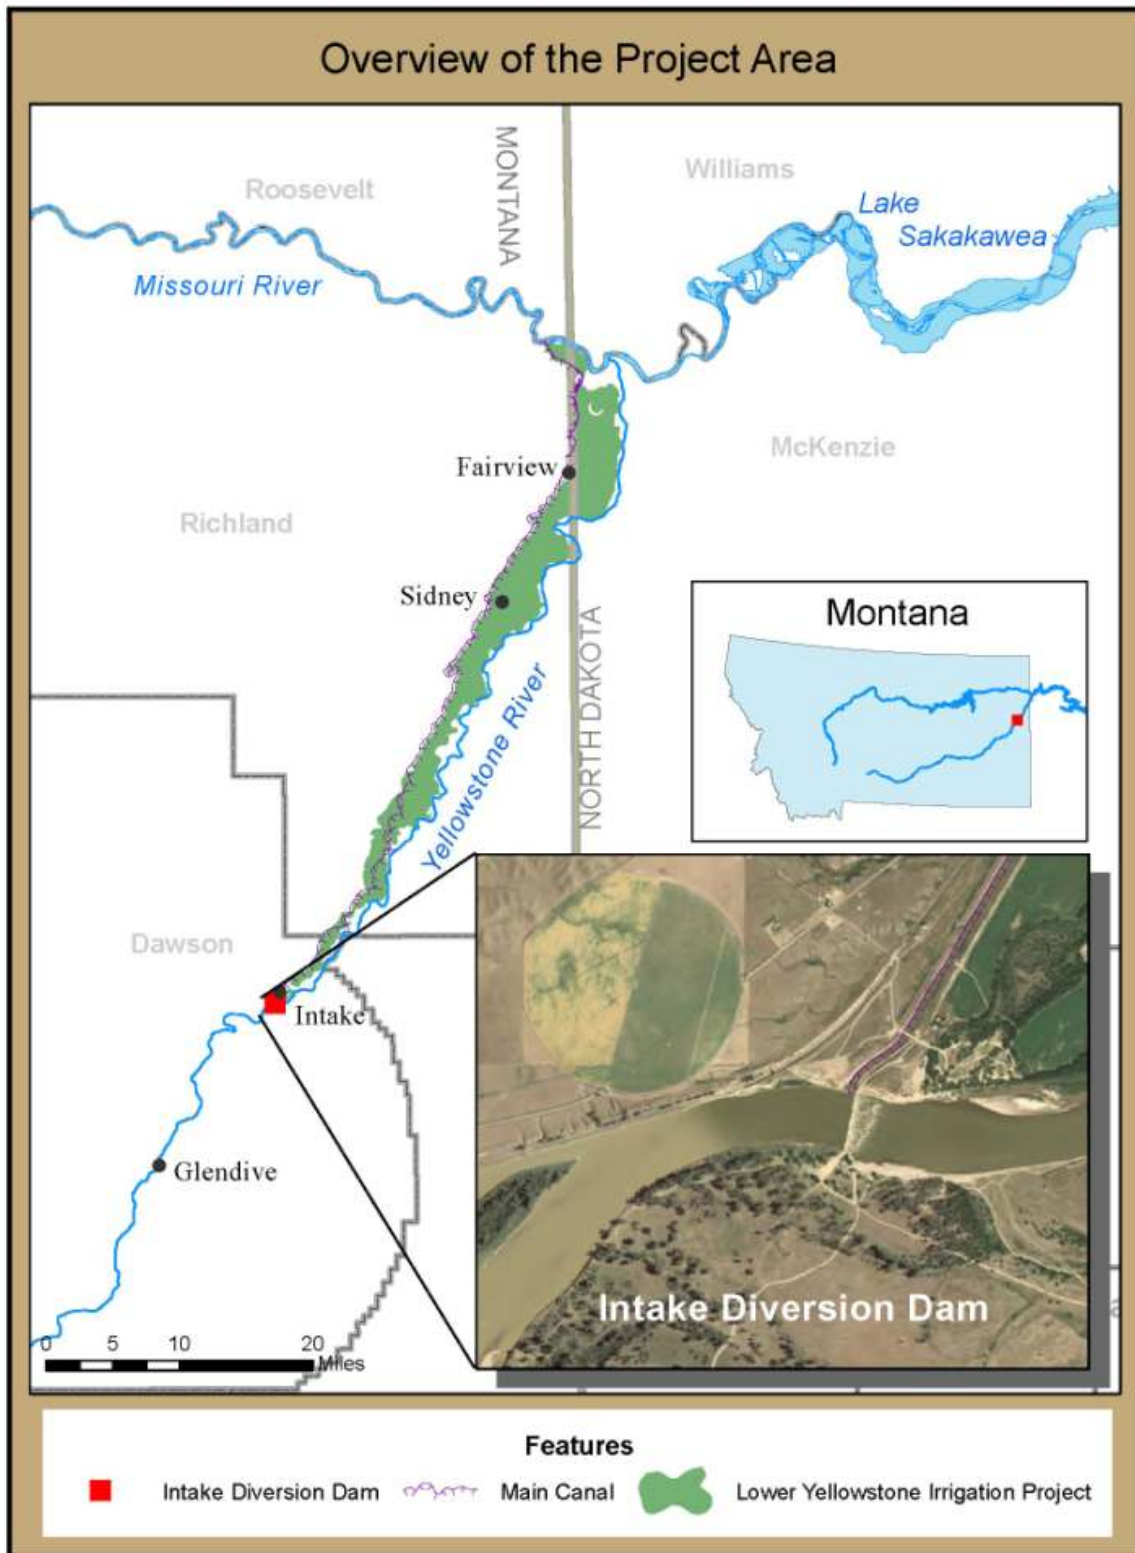 Overview of the Project Area
MONTANA
Roosevelt
Williams
Lake
Sakakawea
Missouri River
Fairview
McKenzie
Richland
Sidney
NORTH DAKOTA
Montana
Yellowstone River
Dawson
Intake
Glendive
Intake Diversion Dam
0 5 10 20
Miles
Features
Intake Diversion Dam
Main Canal
Lower Yellowstone Irrigation Project